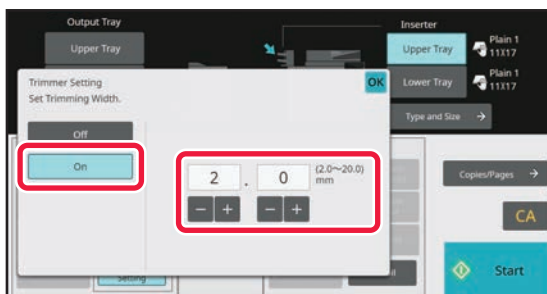 Output Tray
Upper Tray
Inserter
Upper Tray
Plain 1
11X17
Lower Tray
Plain 1
11X17
Type and Size
Trimmer Setting
Set Trimming Width.
OK
Off
On
2 . 0 (2.0～20.0)
mm
− + − +
Copies/Pages
CA
Start
Setting